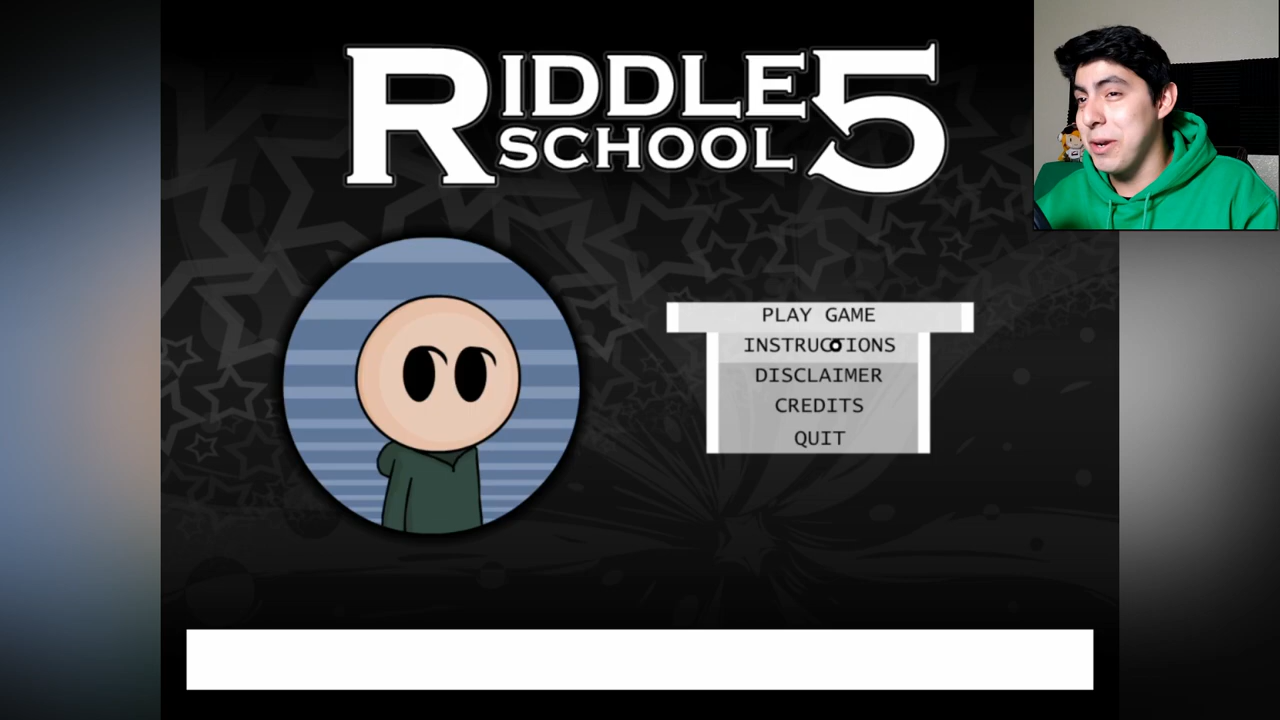 RIDDLE 5
SCHOOL
PLAY GAME
INSTRUCTIONS
DISCLAIMER
CREDITS
QUIT